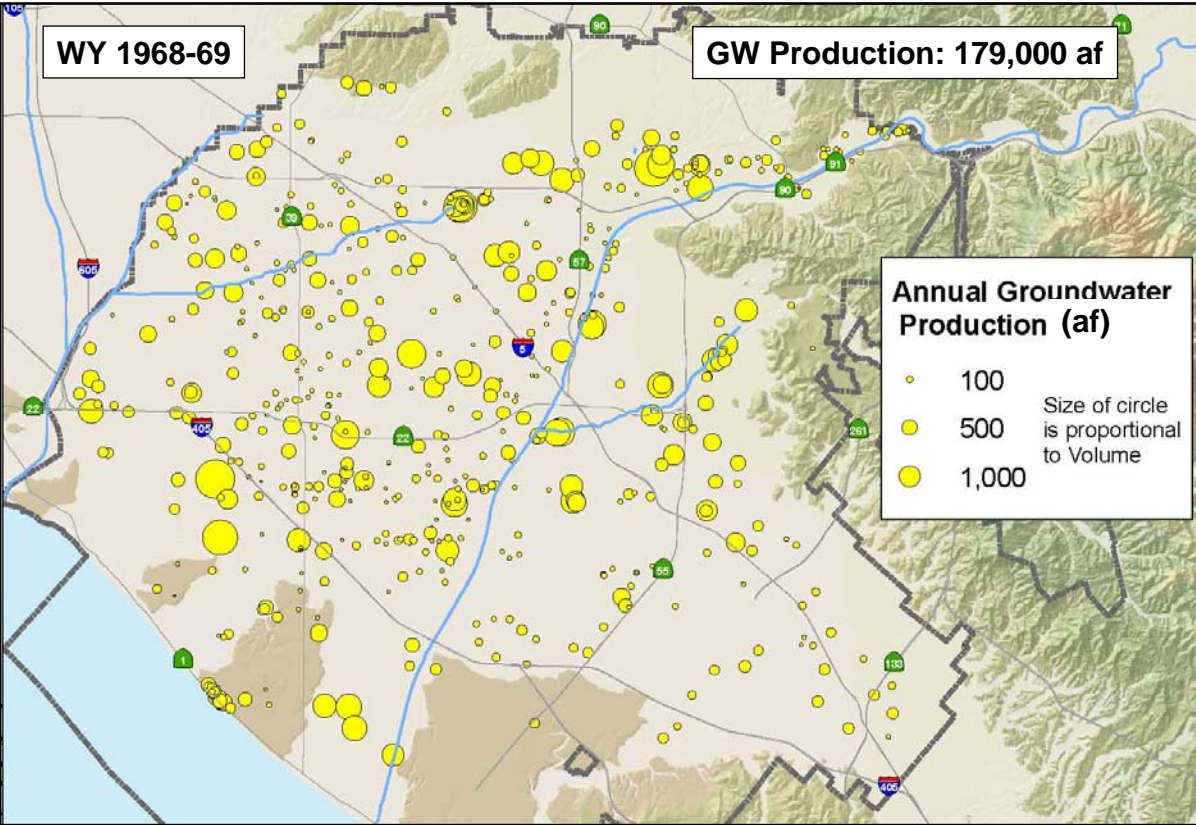 105
90
71
WY 1968-69
GW Production: 179,000 af
91
90
39
605
57
Annual Groundwater
Production (af)
100
500
1,000
Size of circle
is proportional
to Volume
5
22
405
22
261
55
1
133
405